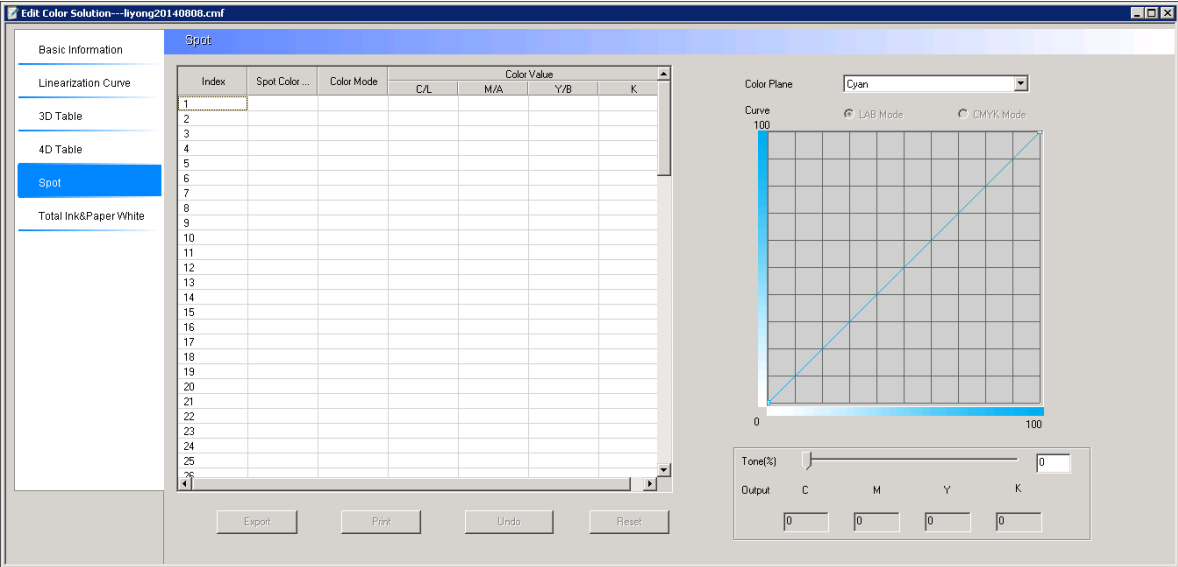 Edit Color Solution---liyong20140808.cmf
Basic Information
Linearization Curve
3D Table
4D Table
Spot
Total Ink&Paper White
Spot
Index Spot Color ... Color Mode Color Value
C/L M/A Y/B K
1
2
3
4
5
6
7
8
9
10
11
12
13
14
15
16
17
18
19
20
21
22
23
24
25
26
Export Print Undo Reset
Color Plane Cyan
Curve LAB Mode CMYK Mode
100
0 100
Tone(%) 0
Output C M Y K
0 0 0 0